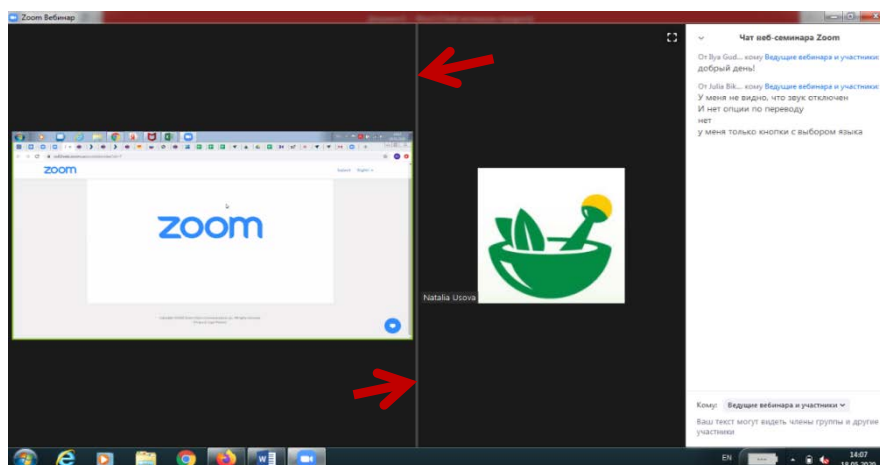 Zoom Вебинар
zoom
zoom
Natalia Usova
Чат веб-семинара Zoom
От Ilya Gud... кому Ведущие вебинара и участники:
добрый день!
От Julia Bik... кому Ведущие вебинара и участники:
У меня не видно, что звук отключен
И нет опции по переводу
нет
у меня только кнопки с выбором языка
Кому: Ведущие вебинара и участники
Ваш текст могут видеть члены группы и другие
участники
EN
14:07
18.05.2020